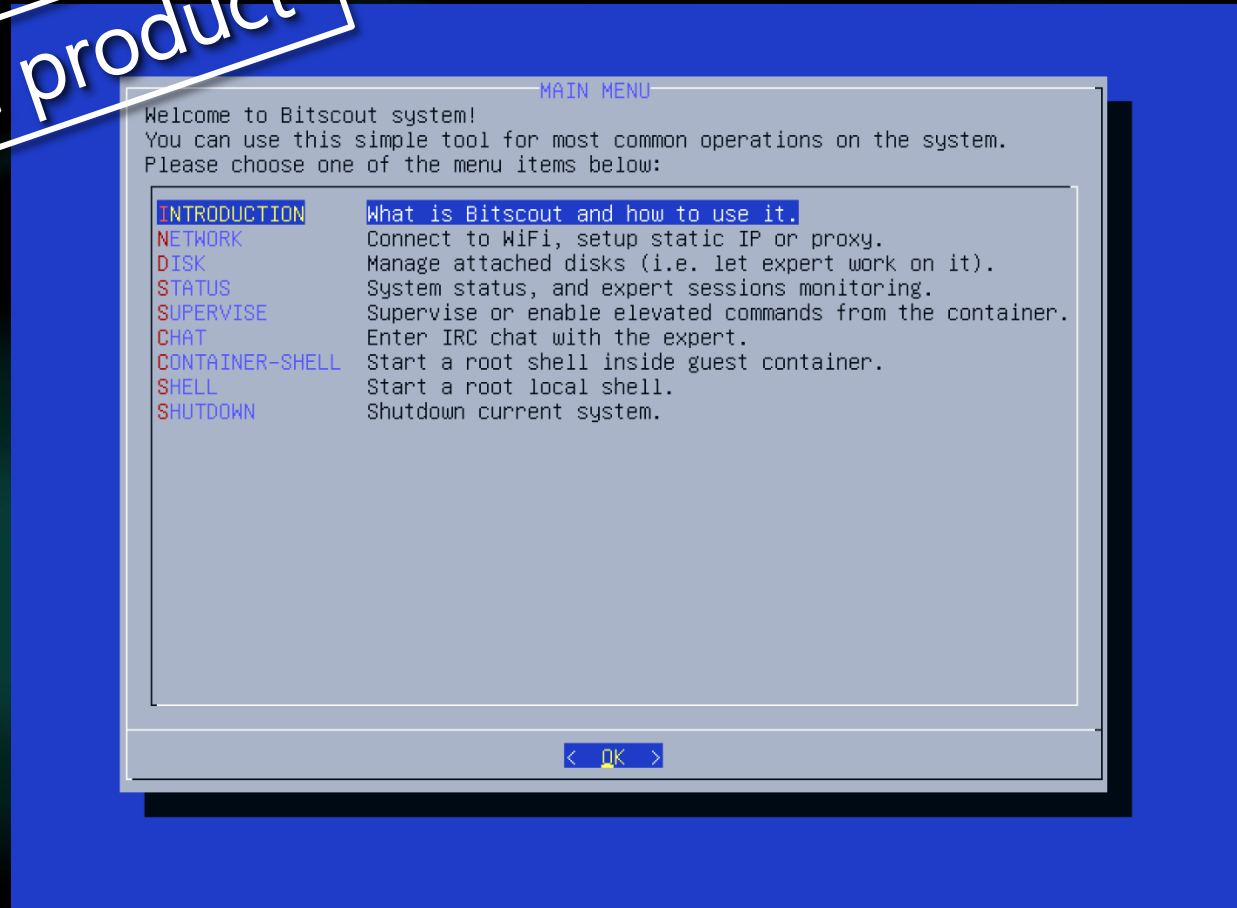 product
MAIN MENU
Welcome to Bitscout system!
You can use this simple tool for most common operations on the system.
Please choose one of the menu items below:
INTRODUCTION What is Bitscout and how to use it.
NETWORK Connect to WiFi, setup static IP or proxy.
DISK Manage attached disks (i.e. let expert work on it).
STATUS System status, and expert sessions monitoring.
SUPERVISE Supervise or enable elevated commands from the container.
CHAT Enter IRC chat with the expert.
CONTAINER-SHELL Start a root shell inside guest container.
SHELL Start a root local shell.
SHUTDOWN Shutdown current system.
< OK >